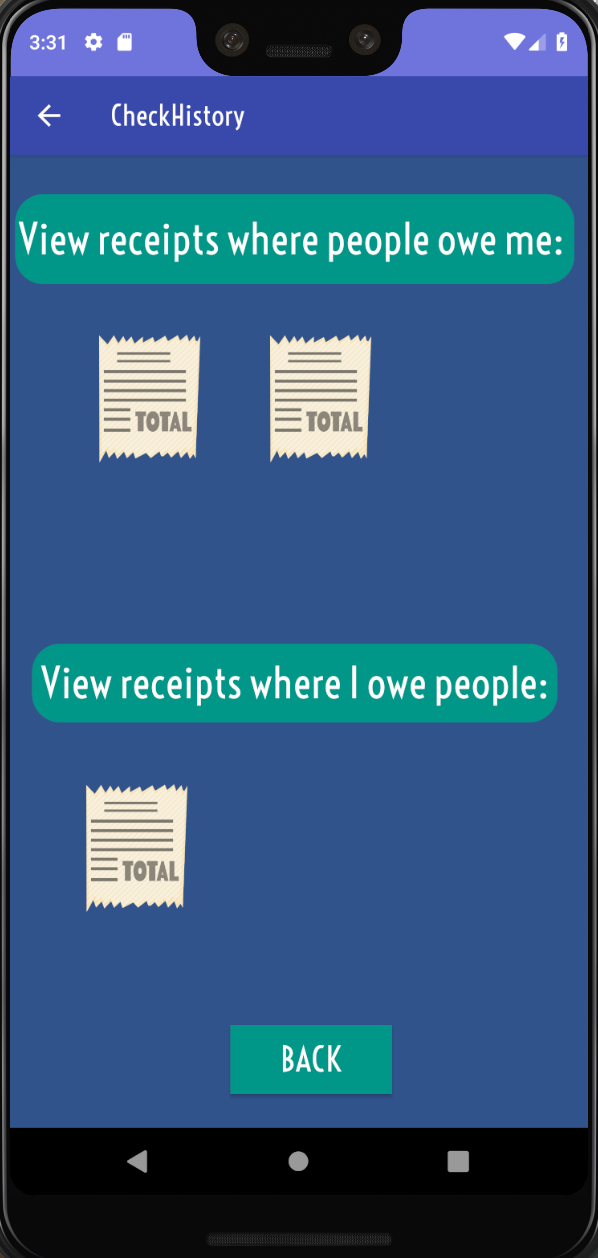 3:31
CheckHistory
View receipts where people owe me:
TOTAL
TOTAL
View receipts where I owe people:
TOTAL
BACK